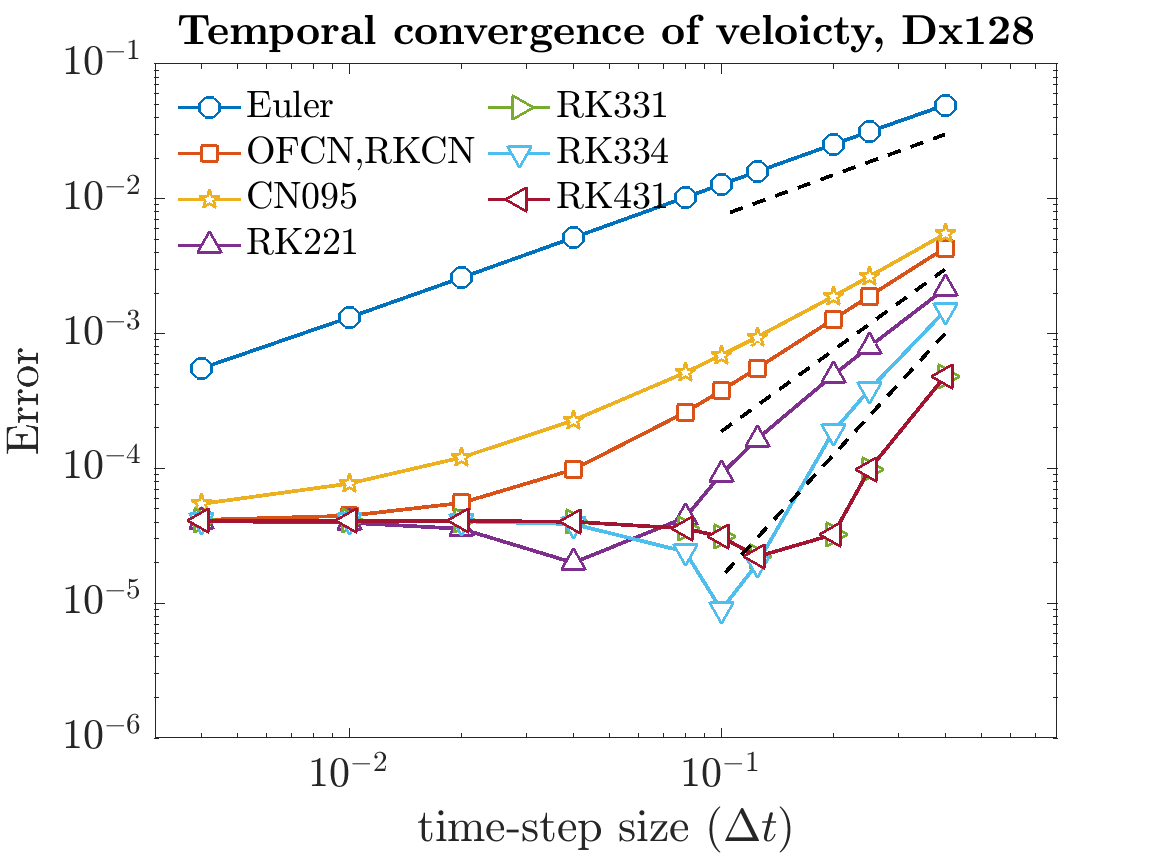 Temporal convergence of veloicty, Dx128
10^{-1}
10^{-2}
10^{-3}
10^{-4}
10^{-5}
10^{-6}
Error
Euler
OFCN,RKCN
CN095
RK221
RK331
RK334
RK431
10^{-2} 10^{-1}
time-step size (Δt)